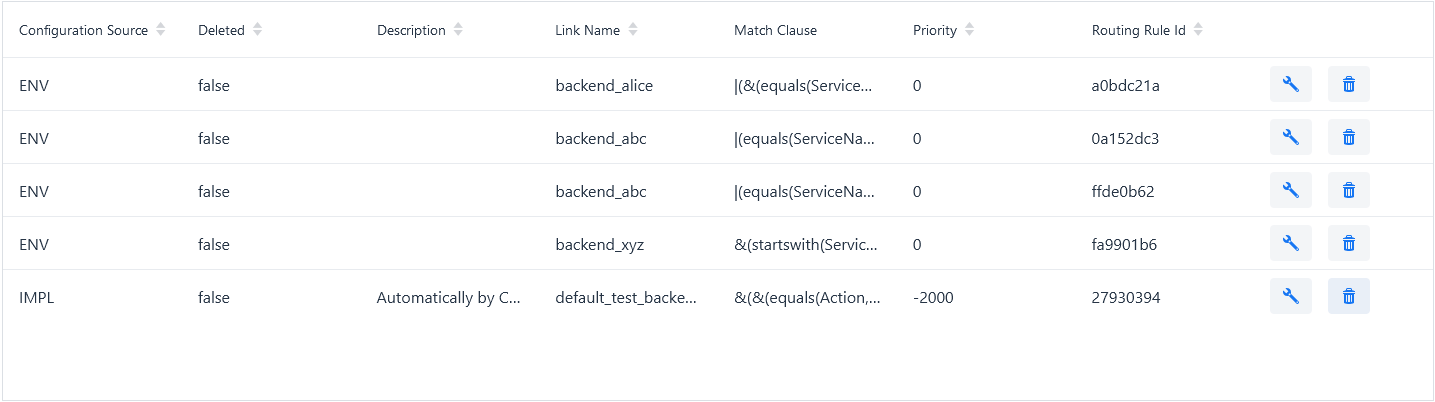 Configuration Source Deleted Description Link Name Match Clause Priority Routing Rule Id
ENV false backend_alice |(&(equals(Service... 0 a0bdc21a
ENV false backend_abc |(equals(ServiceNa... 0 0a152dc3
ENV false backend_abc |(equals(ServiceNa... 0 ffde0b62
ENV false backend_xyz &(startswith(Servic... 0 fa9901b6
IMPL false Automatically by C... default_test_backe... &(&(equals(Action,... -2000 27930394